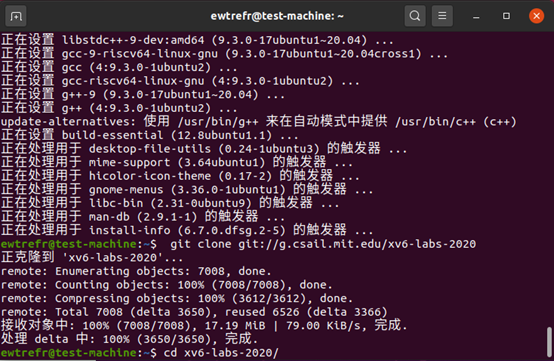 ewtrefr@test-machine: ~
正在设置 libstdc++-9-dev:amd64 (9.3.0-17ubuntu1~20.04) ...
正在设置 gcc-9-riscv64-linux-gnu (9.3.0-17ubuntu1~20.04cross1) ...
正在设置 gcc (4:9.3.0-1ubuntu2) ...
正在设置 gcc-riscv64-linux-gnu (4:9.3.0-1ubuntu2) ...
正在设置 g++-9 (9.3.0-17ubuntu1~20.04) ...
正在设置 g++ (4:9.3.0-1ubuntu2) ...
update-alternatives: 使用 /usr/bin/g++ 来在自动模式中提供 /usr/bin/c++ (c++)
正在设置 build-essential (12.8ubuntu1.1) ...
正在处理用于 desktop-file-utils (0.24-1ubuntu3) 的触发器 ...
正在处理用于 mime-support (3.64ubuntu1) 的触发器 ...
正在处理用于 hicolor-icon-theme (0.17-2) 的触发器 ...
正在处理用于 gnome-menus (3.36.0-1ubuntu1) 的触发器 ...
正在处理用于 libc-bin (2.31-0ubuntu9) 的触发器 ...
正在处理用于 man-db (2.9.1-1) 的触发器 ...
正在处理用于 install-info (6.7.0.dfsg.2-5) 的触发器 ...
ewtrefr@test-machine:~$  git clone git://g.csail.mit.edu/xv6-labs-2020
正克隆到 'xv6-labs-2020'...
remote: Enumerating objects: 7008, done.
remote: Counting objects: 100% (7008/7008), done.
remote: Compressing objects: 100% (3612/3612), done.
remote: Total 7008 (delta 3650), reused 6526 (delta 3366)
接收对象中: 100% (7008/7008), 17.19 MiB | 79.00 KiB/s, 完成.
处理 delta 中: 100% (3650/3650), 完成.
ewtrefr@test-machine:~$ cd xv6-labs-2020/